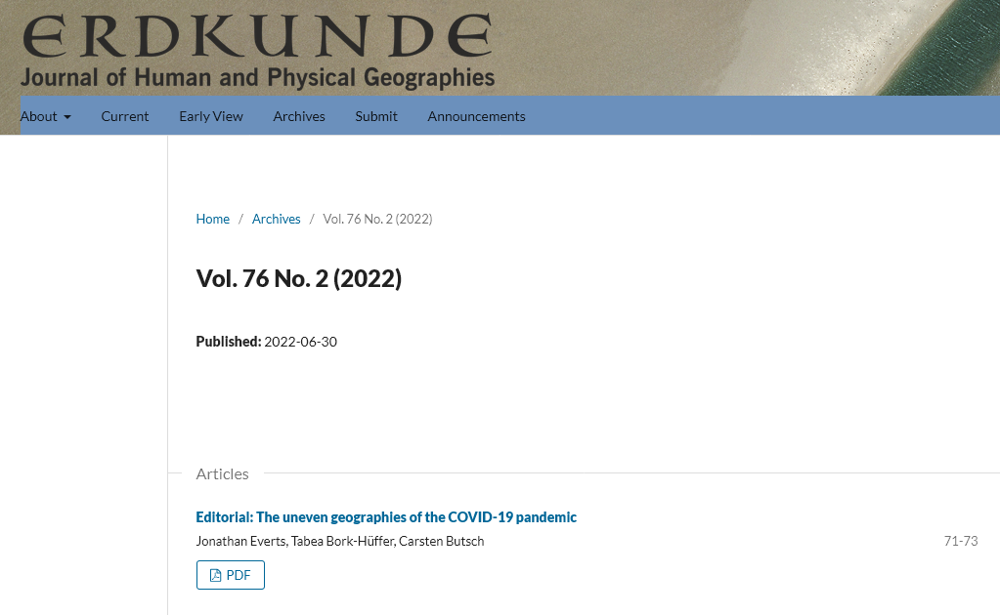 ERDKUNDE
Journal of Human and Physical Geographies
About Current Early View Archives Submit Announcements
Home / Archives / Vol. 76 No. 2 (2022)
Vol. 76 No. 2 (2022)
Published: 2022-06-30
Articles
Editorial: The uneven geographies of the COVID-19 pandemic
Jonathan Everts, Tabea Bork-Hüffer, Carsten Butsch 71-73
PDF